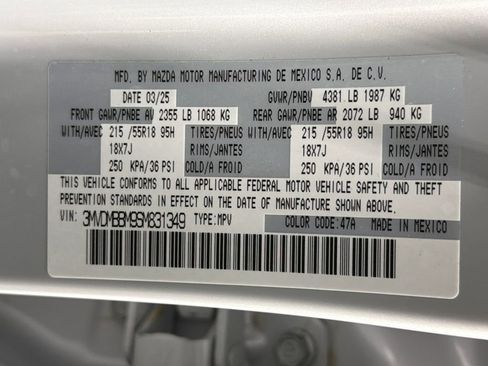 MFD. BY MAZDA MOTOR MANUFACTURING DE MEXICO S.A. DE C.V.
DATE 03/25 GVWR/PNBV 4381 LB 1987 KG
FRONT GAWR/PNBE AV 2355 LB 1068 KG REAR GAWR/PNBE AR 2072 LB 940 KG
WITH/AVEC 215 /55R18 95H TIRES/PNEUS WITH/AVEC 215 /55R18 95H TIRES/PNEUS
18X7J RIMS/JANTES 18X7J RIMS/JANTES
250 KPA/36 PSI COLD/A FROID 250 KPA/36 PSI COLD/A FROID
THIS VEHICLE CONFORMS TO ALL APPLICABLE FEDERAL MOTOR VEHICLE SAFETY AND THEFT
PREVENTION STANDARDS IN EFFECT ON THE DATE OF MANUFACTURE SHOWN ABOVE.
VIN: 3MVDMBBM9SM831349 TYPE:MPV COLOR CODE:47A MADE IN MEXICO